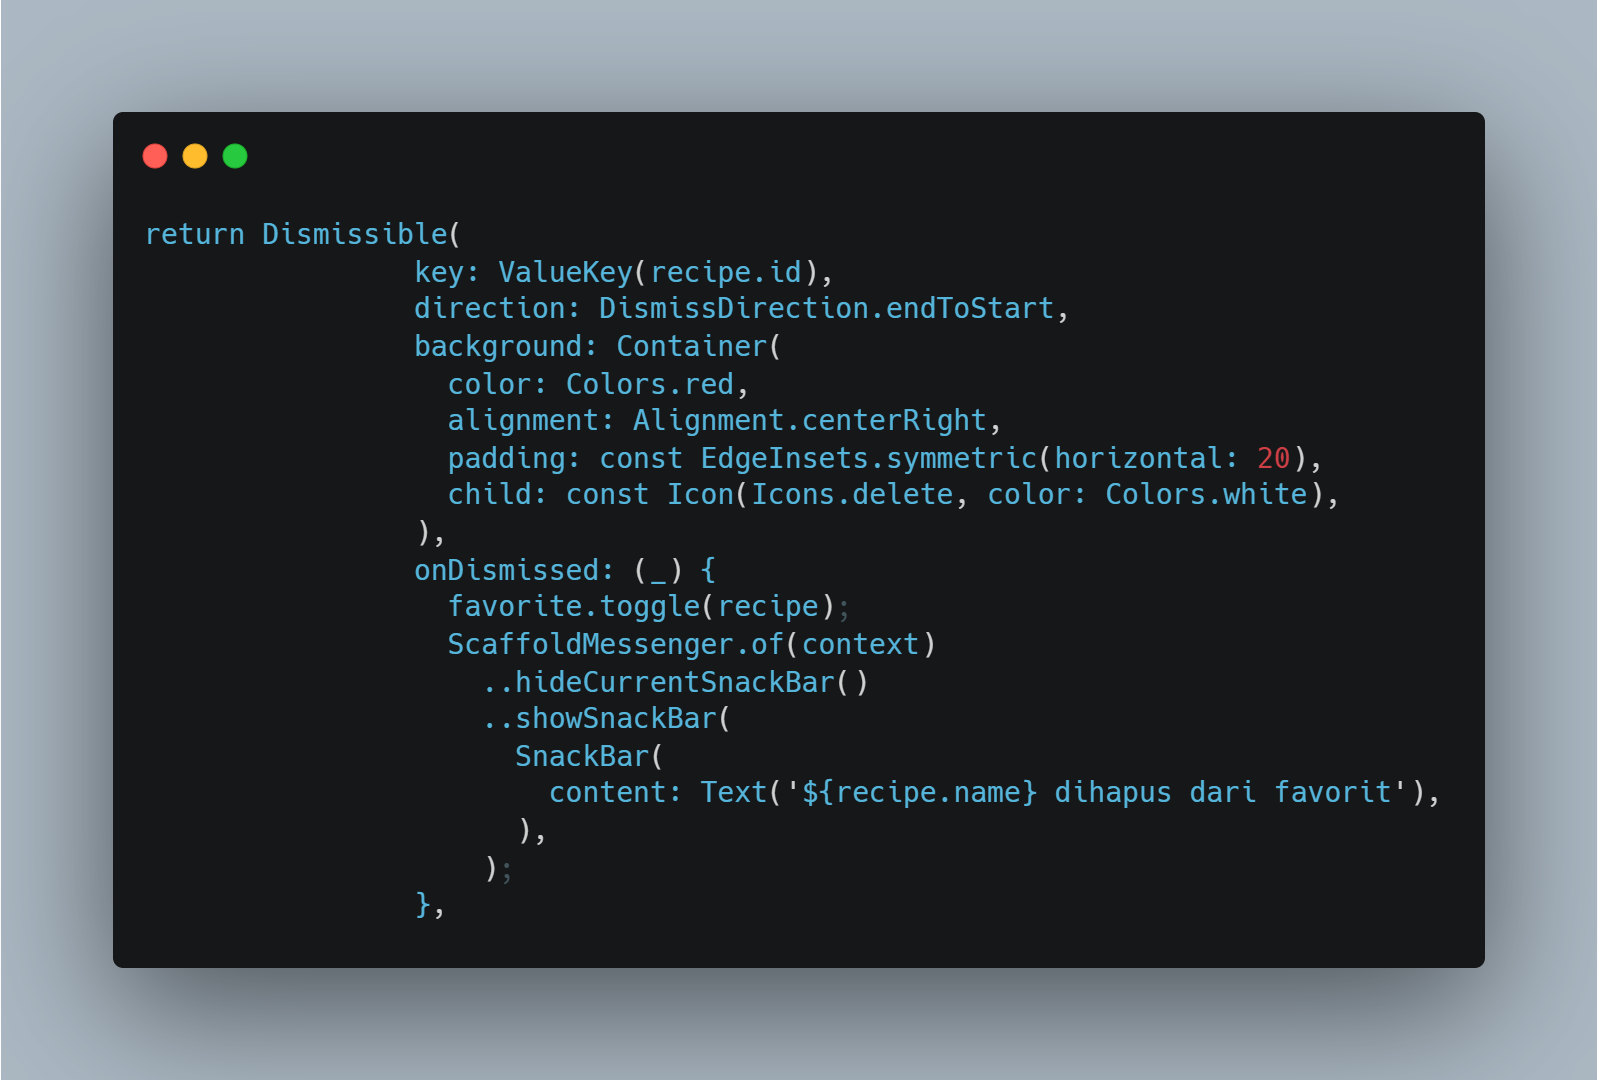 return Dismissible(
                key: ValueKey(recipe.id),
                direction: DismissDirection.endToStart,
                background: Container(
                  color: Colors.red,
                  alignment: Alignment.centerRight,
                  padding: const EdgeInsets.symmetric(horizontal: 20),
                  child: const Icon(Icons.delete, color: Colors.white),
                ),
                onDismissed: (_) {
                  favorite.toggle(recipe);
                  ScaffoldMessenger.of(context)
                    ..hideCurrentSnackBar()
                    ..showSnackBar(
                      SnackBar(
                        content: Text('${recipe.name} dihapus dari favorit'),
                      ),
                    );
                },